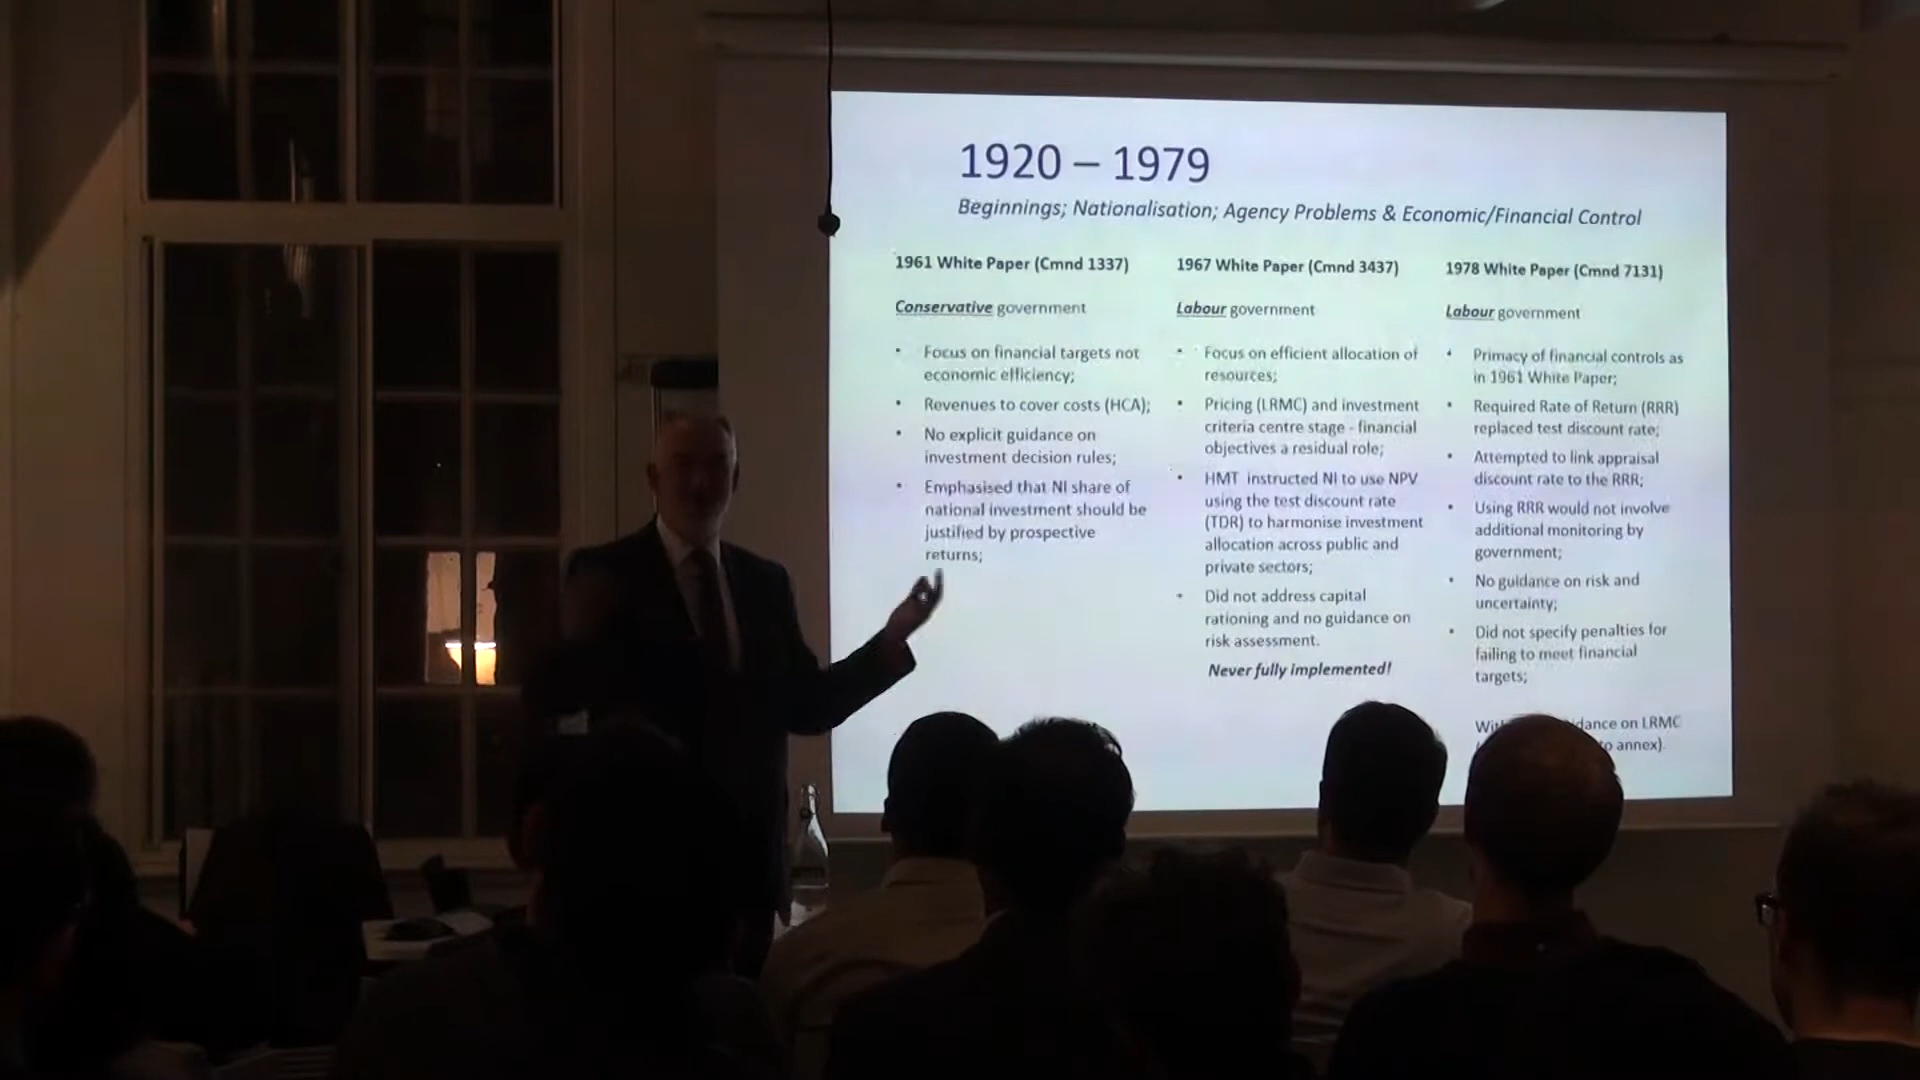 1920 – 1979
Beginnings; Nationalisation; Agency Problems & Economic/Financial Control
1961 White Paper (Cmnd 1337)
Conservative government
• Focus on financial targets not
economic efficiency;
• Revenues to cover costs (HCA);
• No explicit guidance on
investment decision rules;
• Emphasised that NI share of
national investment should be
justified by prospective
returns;
1967 White Paper (Cmnd 3437)
Labour government
• Focus on efficient allocation of
resources;
• Pricing (LRMC) and investment
criteria centre stage - financial
objectives a residual role;
• HMT instructed NI to use NPV
using the test discount rate
(TDR) to harmonise investment
allocation across public and
private sectors;
• Did not address capital
rationing and no guidance on
risk assessment.
Never fully implemented!
1978 White Paper (Cmnd 7131)
Labour government
• Primacy of financial controls as
in 1961 White Paper;
• Required Rate of Return (RRR)
replaced test discount rate;
• Attempted to link appraisal
discount rate to the RRR;
• Using RRR would not involve
additional monitoring by
government;
• No guidance on risk and
uncertainty;
• Did not specify penalties for
failing to meet financial
targets;
on LRMC
annex).